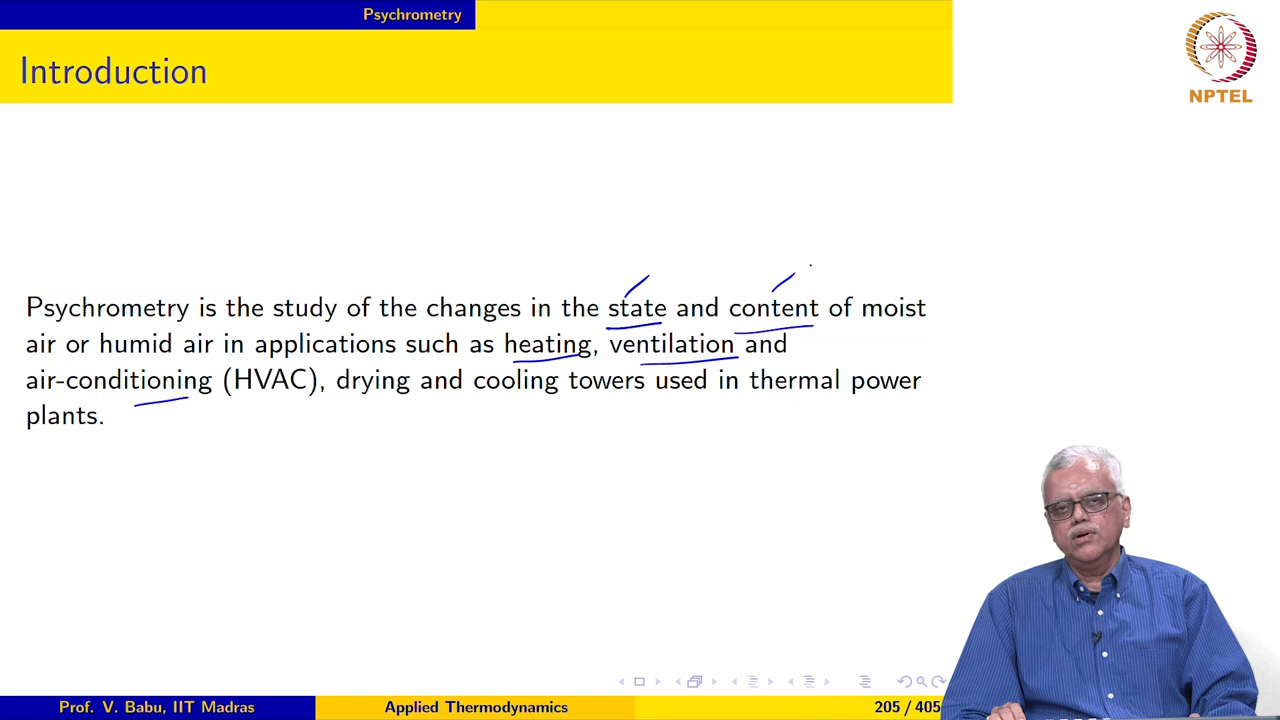 Psychrometry
Introduction
NPTEL
Psychrometry is the study of the changes in the state and content of moist
air or humid air in applications such as heating, ventilation and
air-conditioning (HVAC), drying and cooling towers used in thermal power
plants.
Prof. V. Babu, IIT Madras
Applied Thermodynamics
205 / 405